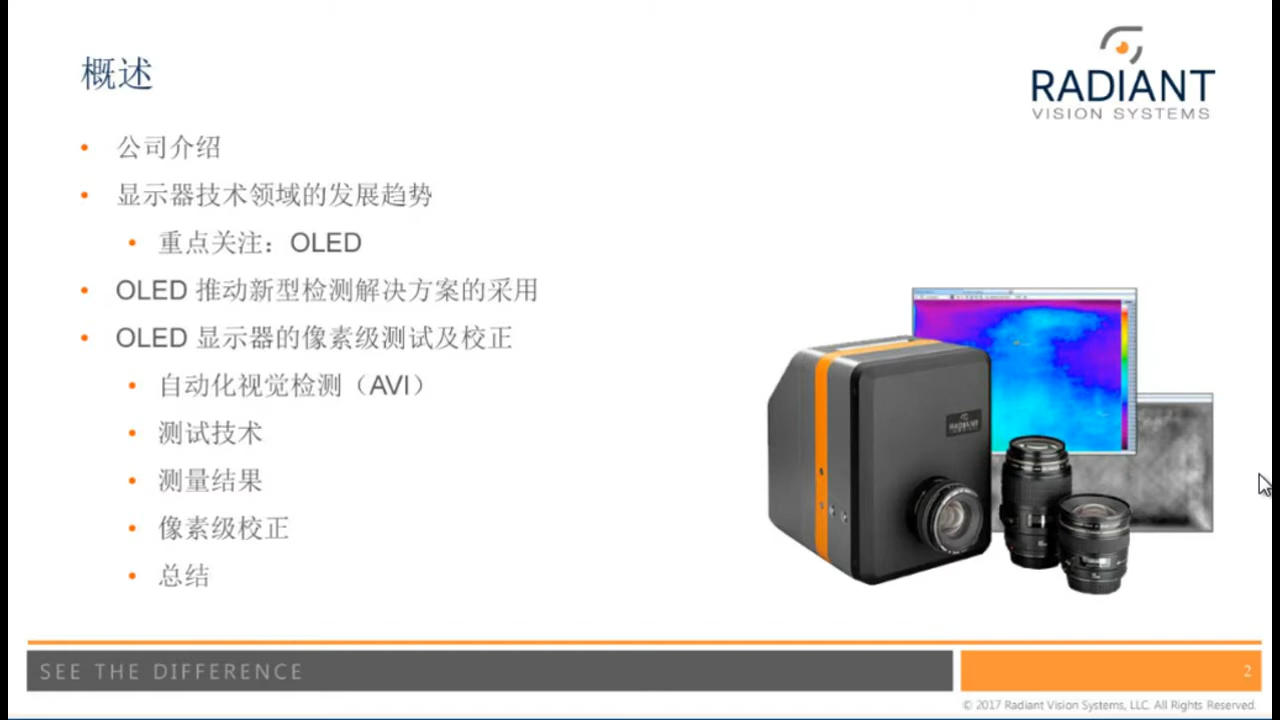 概述
RADIANT
VISION SYSTEMS
• 公司介绍
• 显示器技术领域的发展趋势
• 重点关注：OLED
• OLED 推动新型检测解决方案的采用
• OLED 显示器的像素级测试及校正
• 自动化视觉检测（AVI）
• 测试技术
• 测量结果
• 像素级校正
• 总结
RADIANT
SEE THE DIFFERENCE
2
© 2017 Radiant Vision Systems, LLC. All Rights Reserved.